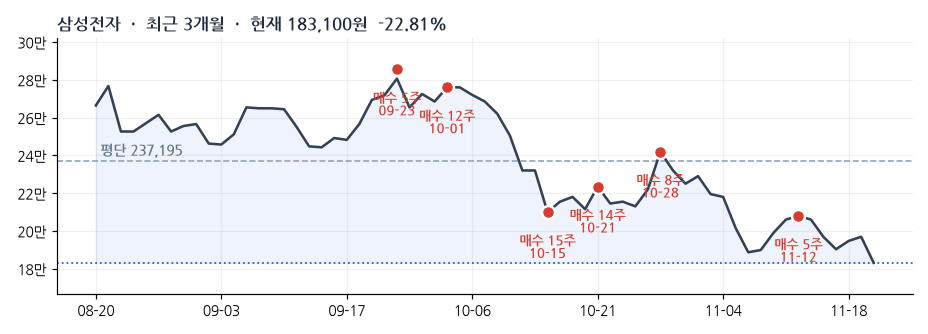 삼성전자 · 최근 3개월 · 현재 183,100원 -22.81%
30만
28만
26만
24만
22만
20만
18만
평단 237,195
매수 5주
09-23
매수 12주
10-01
매수 15주
10-15
매수 14주
10-21
매수 8주
10-28
매수 5주
11-12
08-20 09-03 09-17 10-06 10-21 11-04 11-18